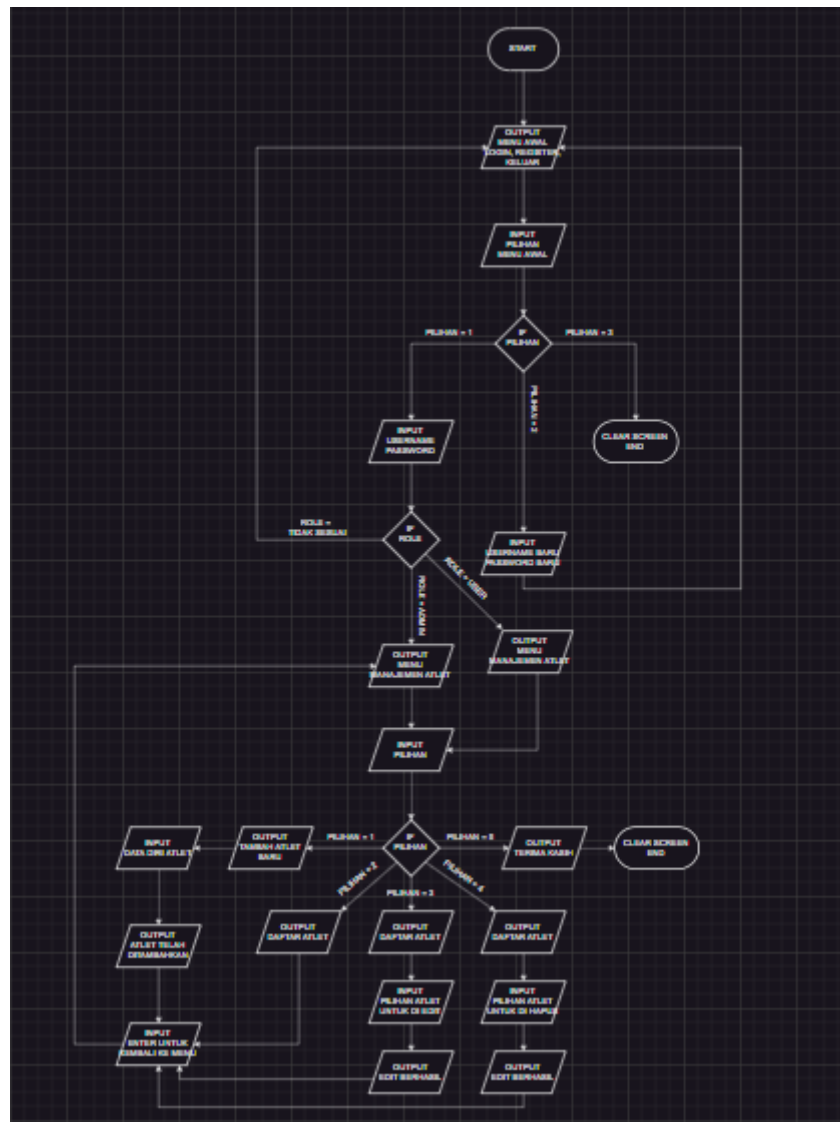 START
OUTPUT
MENU AWAL
LOGIN, REGISTER,
KELUAR
INPUT
PILIHAN
MENU AWAL
IF
PILIHAN
PILIHAN = 1
PILIHAN = 3
PILIHAN = 2
INPUT
USERNAME
PASSWORD
CLEAR SCREEN
END
ROLE =
TIDAK SESUAI
IF
ROLE
INPUT
USERNAME BARU
PASSWORD BARU
ROLE = ADMIN
ROLE = USER
OUTPUT
MENU
MANAJEMEN ATLET
OUTPUT
MENU
MANAJEMEN ATLET
INPUT
PILIHAN
IF
PILIHAN
PILIHAN = 1
OUTPUT
TAMBAH ATLET
BARU
INPUT
DATA DIRI ATLET
OUTPUT
ATLET TELAH
DITAMBAHKAN
INPUT
ENTER UNTUK
KEMBALI KE MENU
PILIHAN = 2
OUTPUT
DAFTAR ATLET
PILIHAN = 3
OUTPUT
DAFTAR ATLET
INPUT
PILIHAN ATLET
UNTUK DI EDIT
OUTPUT
EDIT BERHASIL
PILIHAN = 4
OUTPUT
DAFTAR ATLET
INPUT
PILIHAN ATLET
UNTUK DI HAPUS
OUTPUT
EDIT BERHASIL
PILIHAN = 5
OUTPUT
TERIMA KASIH
CLEAR SCREEN
END